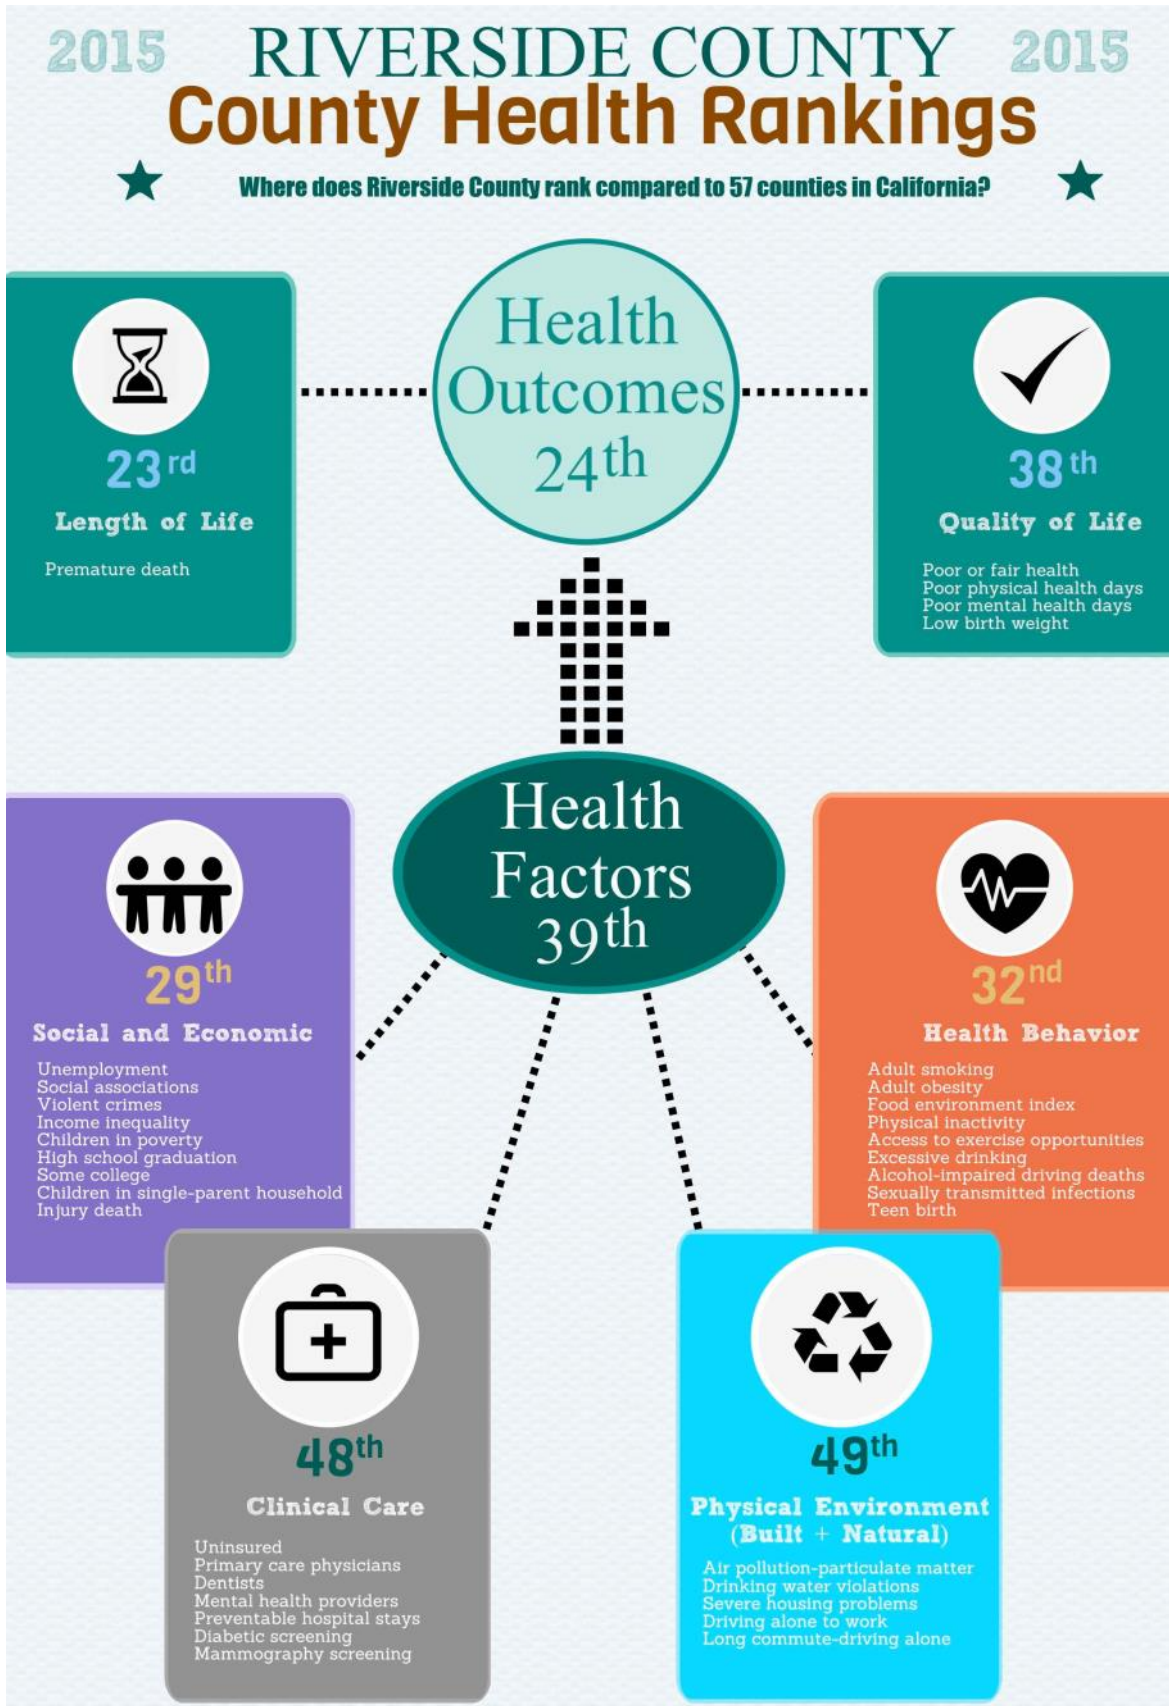 2015 RIVERSIDE COUNTY 2015
County Health Rankings
Where does Riverside County rank compared to 57 counties in California?
Health
Outcomes
24th
23rd
Length of Life
Premature death
38th
Quality of Life
Poor or fair health
Poor physical health days
Poor mental health days
Low birth weight
Health
Factors
39th
29th
Social and Economic
Unemployment
Social associations
Violent crimes
Income inequality
Children in poverty
High school graduation
Some college
Children in single-parent household
Injury death
32nd
Health Behavior
Adult smoking
Adult obesity
Food environment index
Physical inactivity
Access to exercise opportunities
Excessive drinking
Alcohol-impaired driving deaths
Sexually transmitted infections
Teen birth
48th
Clinical Care
Uninsured
Primary care physicians
Dentists
Mental health providers
Preventable hospital stays
Diabetic screening
Mammography screening
49th
Physical Environment
(Built + Natural)
Air pollution-particulate matter
Drinking water violations
Severe housing problems
Driving alone to work
Long commute-driving alone